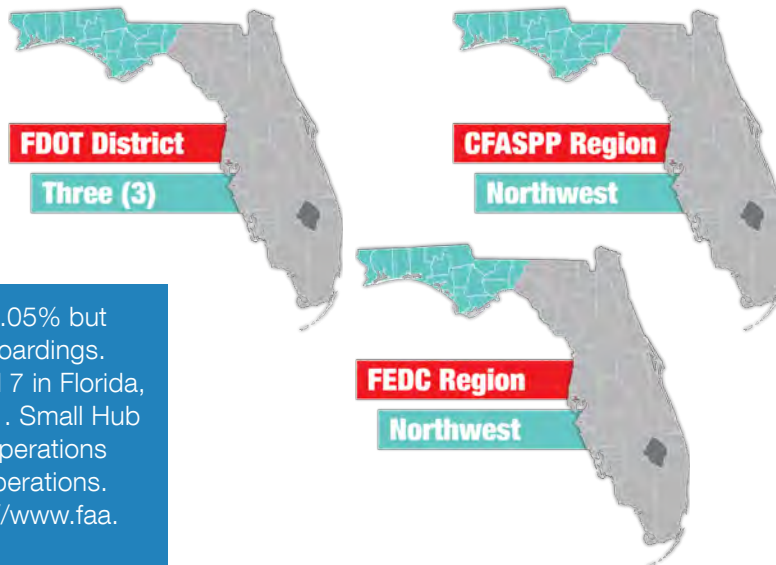 FDOT District
Three (3)
CFASPP Region
Northwest
FEDC Region
Northwest
.05% but
oardings.
7 in Florida,
. Small Hub
perations
perations.
//www.faa.